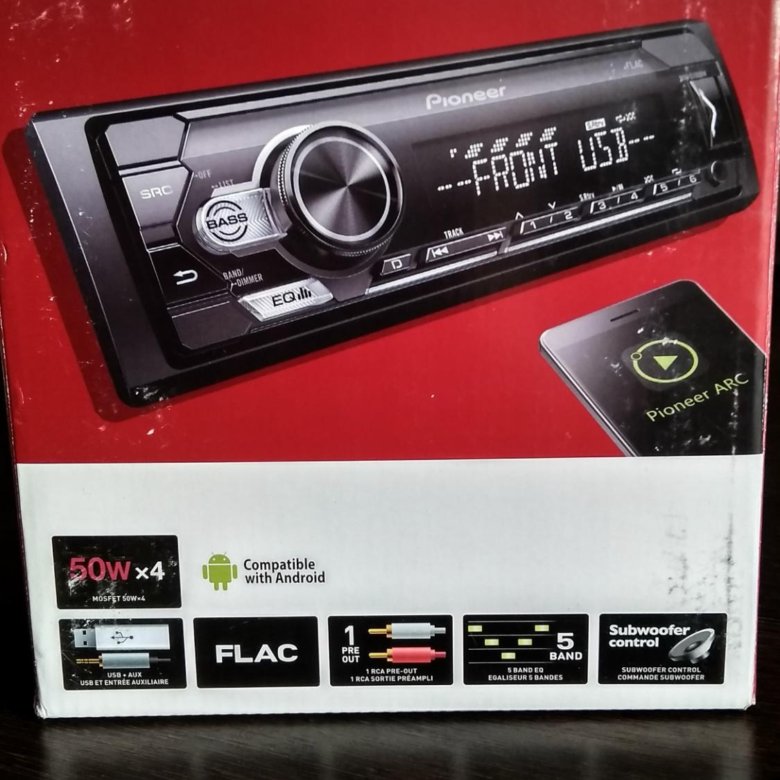 FLAC
Pioneer
FRONT USB
SRC
OFF
LIST
BASS
BAND/
DIMMER
EQ
D
TRACK
1 / 2
3 / 4
5 / 6
Pioneer ARC
50W ×4
MOSFET 50W×4
Compatible
with Android
USB + AUX
USB ET ENTRÉE AUXILIAIRE
FLAC
1
PRE
OUT
1 RCA PRE-OUT
1 RCA SORTIE PRÉAMPLI
5
BAND
5 BAND EQ
EGALISEUR 5 BANDES
Subwoofer
control
SUBWOOFER CONTROL
COMMANDE SUBWOOFER